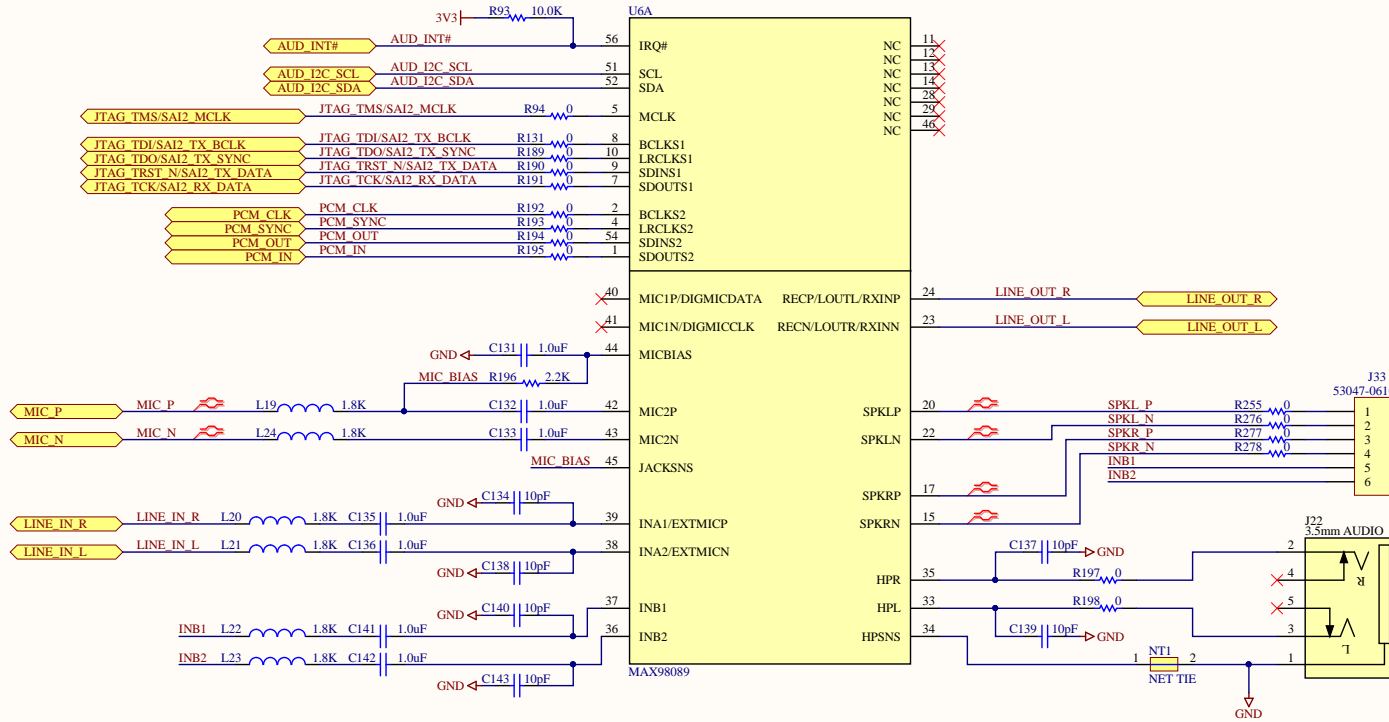 R93 10.0K U6A
3V3
AUD_INT# AUD_INT# 56 IRQ# NC 11
NC 12
AUD_I2C_SCL AUD_I2C_SCL 51 SCL NC 13
AUD_I2C_SDA AUD_I2C_SDA 52 SDA NC 14
NC 28
JTAG_TMS/SAI2_MCLK JTAG_TMS/SAI2_MCLK R94 0 5 MCLK NC 29
NC 46
JTAG_TDI/SAI2_TX_BCLK JTAG_TDI/SAI2_TX_BCLK R131 0 8 BCLKS1
JTAG_TDO/SAI2_TX_SYNC JTAG_TDO/SAI2_TX_SYNC R189 0 10 LRCLKS1
JTAG_TRST_N/SAI2_TX_DATA JTAG_TRST_N/SAI2_TX_DATA R190 0 9 SDINS1
JTAG_TCK/SAI2_RX_DATA JTAG_TCK/SAI2_RX_DATA R191 0 7 SDOUTS1
PCM_CLK PCM_CLK R192 0 2 BCLKS2
PCM_SYNC PCM_SYNC R193 0 4 LRCLKS2
PCM_OUT PCM_OUT R194 0 54 SDINS2
PCM_IN PCM_IN R195 0 1 SDOUTS2
40 MIC1P/DIGMICDATA RECP/LOUTL/RXINP 24 LINE_OUT_R LINE_OUT_R
41 MIC1N/DIGMICCLK RECN/LOUTR/RXINN 23 LINE_OUT_L LINE_OUT_L
GND C131 1.0uF 44 MICBIAS
MIC_BIAS R196 2.2K
J33
53047-0610
MIC_P MIC_P L19 1.8K C132 1.0uF 42 MIC2P SPKLP 20 SPKL_P R255 0 1
SPKL_N R276 0 2
MIC_N MIC_N L24 1.8K C133 1.0uF 43 MIC2N SPKLN 22 SPKR_P R277 0 3
SPKR_N R278 0 4
MIC_BIAS 45 JACKSNS INB1 5
INB2 6
GND C134 10pF SPKRP 17
LINE_IN_R LINE_IN_R L20 1.8K C135 1.0uF 39 INA1/EXTMICP SPKRN 15
J22
3.5mm AUDIO
LINE_IN_L LINE_IN_L L21 1.8K C136 1.0uF 38 INA2/EXTMICN C137 10pF GND 2
GND C138 10pF HPR 35 R197 0 4 R
GND C140 10pF 37 INB1 HPL 33 R198 0 5
INB1 L22 1.8K C141 1.0uF 36 INB2 HPSNS 34 C139 10pF GND 3 L
INB2 L23 1.8K C142 1.0uF 1 NT1 2 1
MAX98089 NET TIE
GND C143 10pF
GND